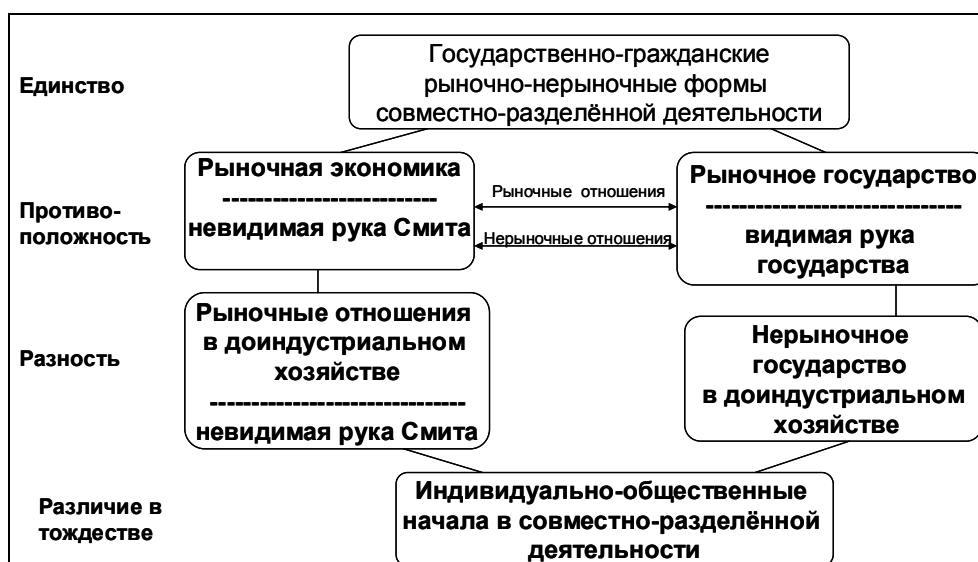 Единство
Государственно-гражданские
рыночно-нерыночные формы
совместно-разделённой деятельности
Противо-
положность
Рыночная экономика
--------------------------
невидимая рука Смита
Рыночные отношения
Нерыночные отношения
Рыночное государство
-------------------------------
видимая рука
государства
Разность
Рыночные отношения
в доиндустриальном
хозяйстве
-------------------------------
невидимая рука Смита
Нерыночное
государство
в доиндустриальном
хозяйстве
Различие в
тождестве
Индивидуально-общественные
начала в совместно-разделённой
деятельности